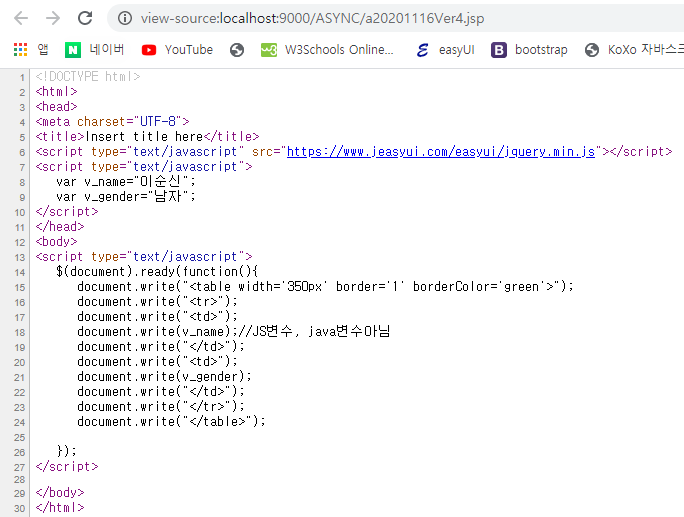 view-source:localhost:9000/ASYNC/a20201116Ver4.jsp
앱 네이버 YouTube W3Schools Online... easyUI bootstrap KoXo 자바스크
1 <!DOCTYPE html>
2 <html>
3 <head>
4 <meta charset="UTF-8">
5 <title>Insert title here</title>
6 <script type="text/javascript" src="https://www.jeasyui.com/easyui/jquery.min.js"></script>
7 <script type="text/javascript">
8 var v_name="이순신";
9 var v_gender="남자";
10 </script>
11 </head>
12 <body>
13 <script type="text/javascript">
14 $(document).ready(function(){
15 document.write("<table width='350px' border='1' borderColor='green'>");
16 document.write("<tr>");
17 document.write("<td>");
18 document.write(v_name);//JS변수, java변수아님
19 document.write("</td>");
20 document.write("<td>");
21 document.write(v_gender);
22 document.write("</td>");
23 document.write("</tr>");
24 document.write("</table>");
25
26 });
27 </script>
28
29 </body>
30 </html>